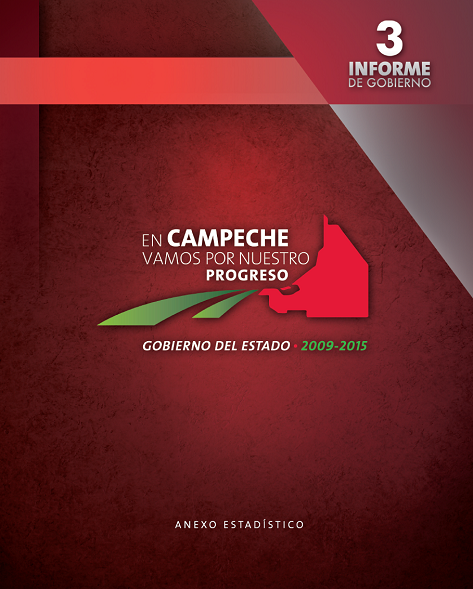 3
INFORME
DE GOBIERNO
EN CAMPECHE
VAMOS POR NUESTRO
PROGRESO
GOBIERNO DEL ESTADO • 2009-2015
ANEXO ESTADÍSTICO